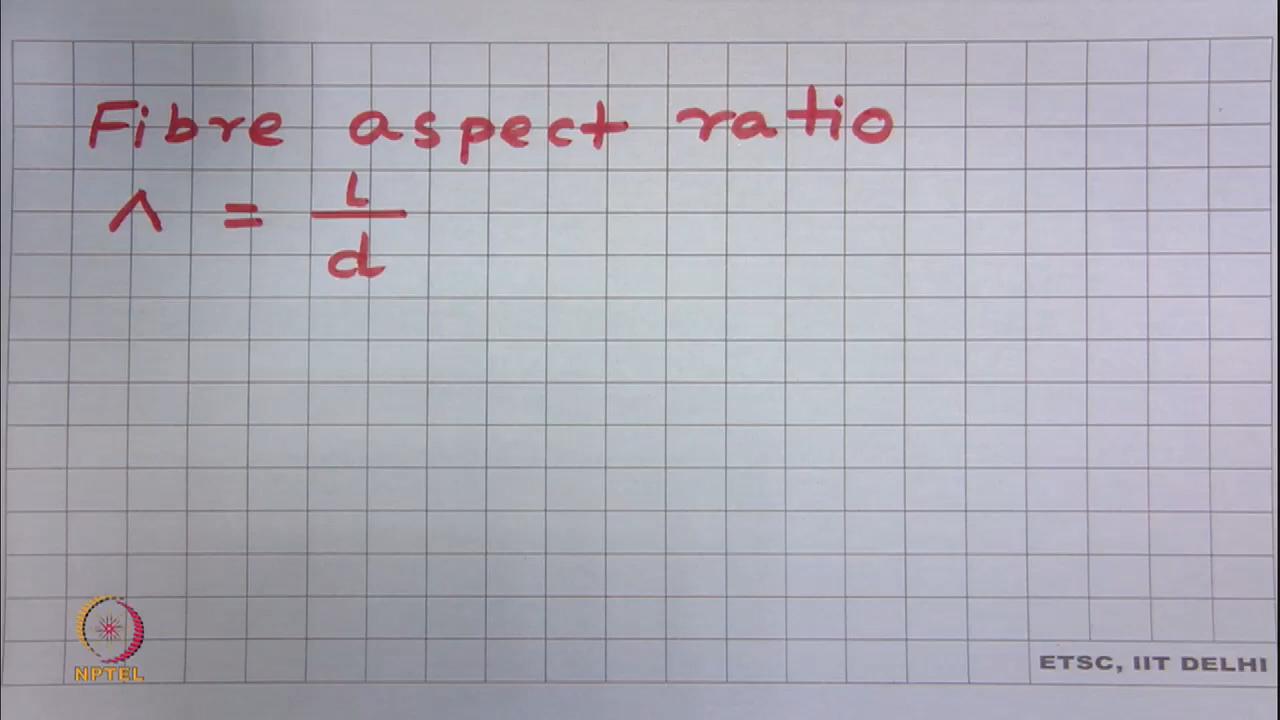 Fibre aspect ratio
Λ = l/d
NPTEL
ETSC, IIT DELHI